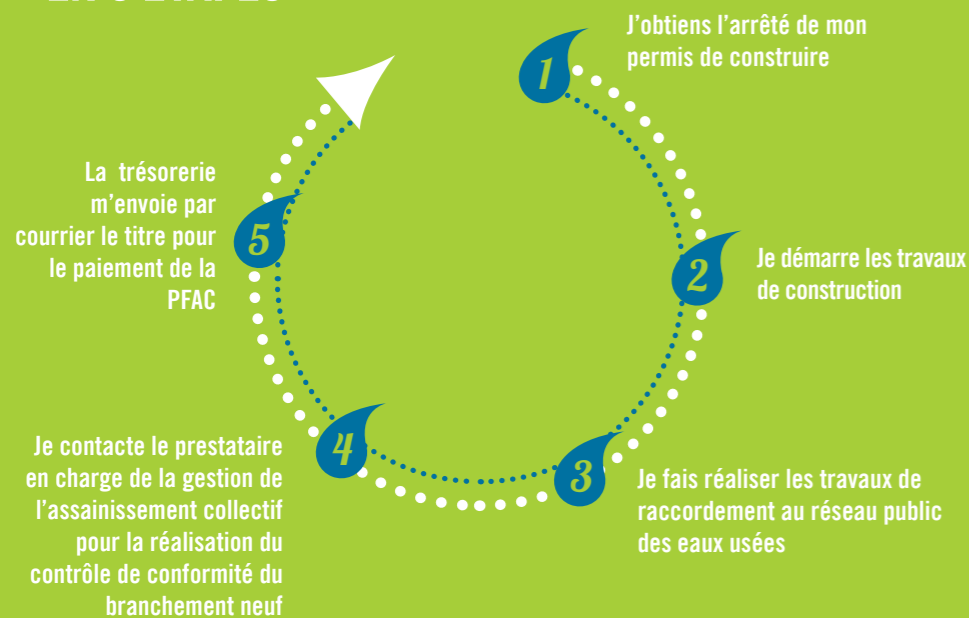 1
J'obtiens l'arrêté de mon
permis de construire
2
Je démarre les travaux
de construction
3
Je fais réaliser les travaux de
raccordement au réseau public
des eaux usées
4
Je contacte le prestataire
en charge de la gestion de
l'assainissement collectif
pour la réalisation du
contrôle de conformité du
branchement neuf
5
La trésorerie
m'envoie par
courrier le titre pour
le paiement de la
PFAC